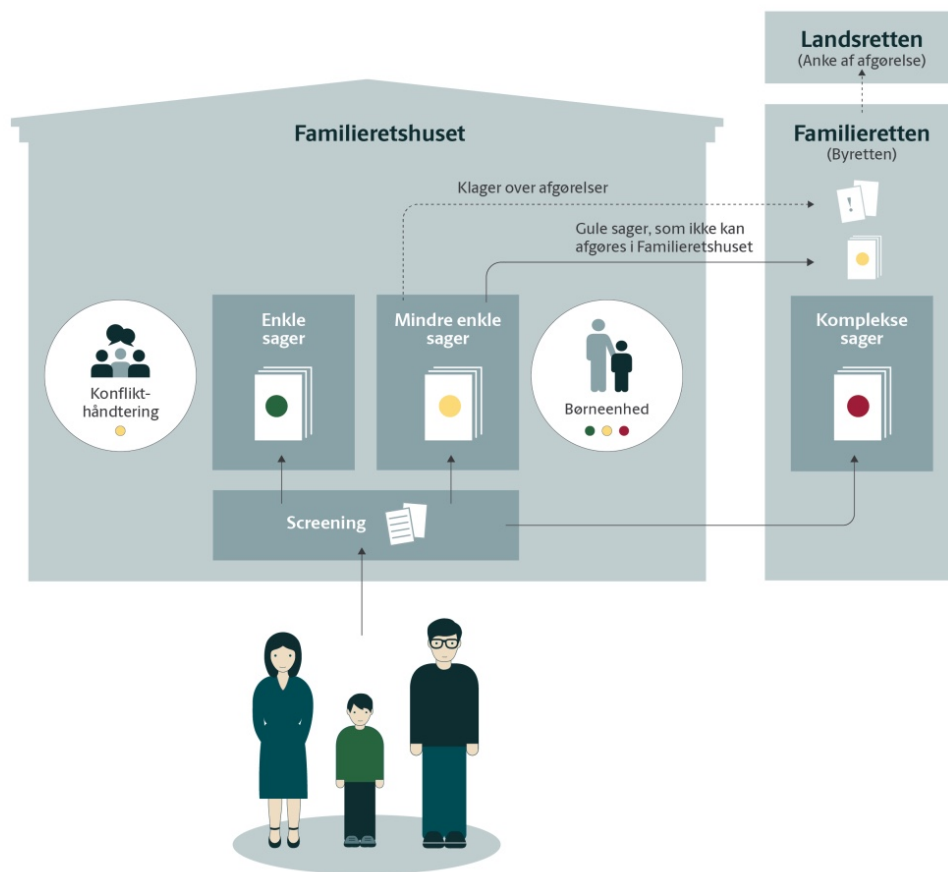 Landsretten
(Anke af afgørelse)
Familieretshuset
Familieretten
(Byretten)
Klager over afgørelser
!
Gule sager, som ikke kan
afgøres i Familieretshuset
Konflikt-
håndtering
Enkle
sager
Mindre enkle
sager
Børneenhed
Komplekse
sager
Screening